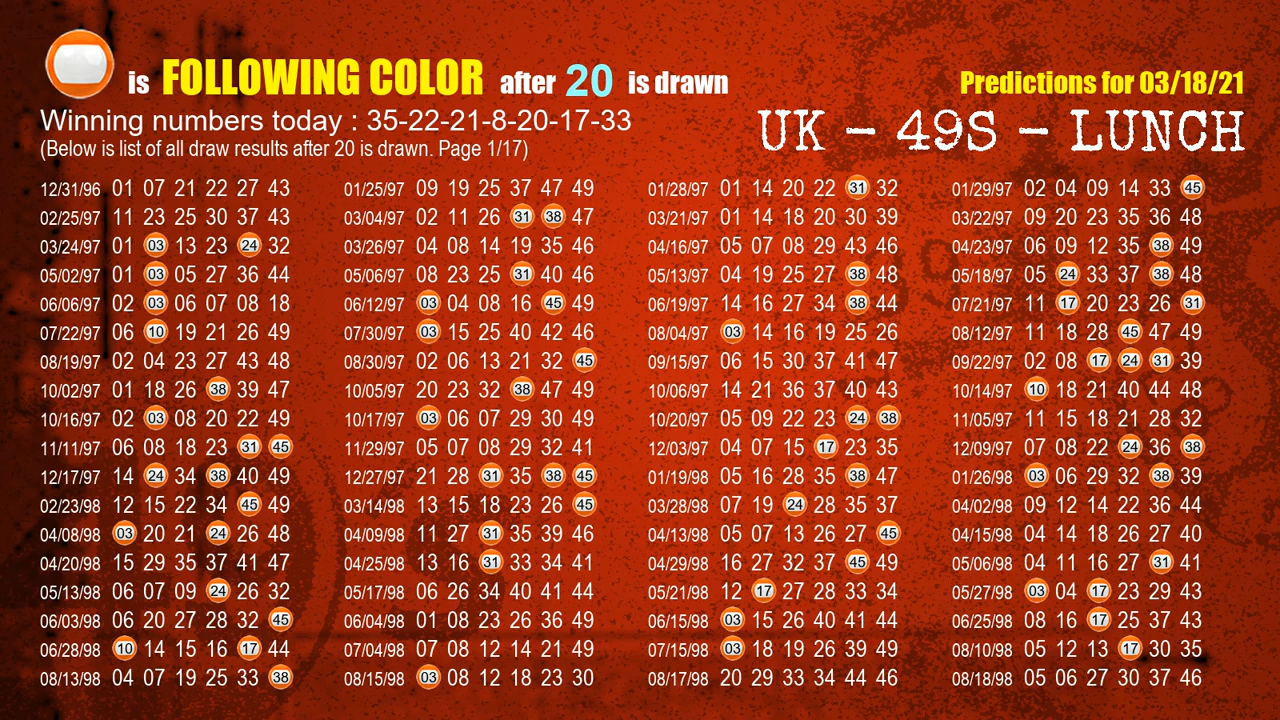 is FOLLOWING COLOR after 20 is drawn
Predictions for 03/18/21
Winning numbers today : 35-22-21-8-20-17-33
UK - 49S - LUNCH
(Below is list of all draw results after 20 is drawn. Page 1/17)
12/31/96 01 07 21 22 27 43 01/25/97 09 19 25 37 47 49 01/28/97 01 14 20 22 31 32 01/29/97 02 04 09 14 33 45
02/25/97 11 23 25 30 37 43 03/04/97 02 11 26 31 38 47 03/21/97 01 14 18 20 30 39 03/22/97 09 20 23 35 36 48
03/24/97 01 03 13 23 24 32 03/26/97 04 08 14 19 35 46 04/16/97 05 07 08 29 43 46 04/23/97 06 09 12 35 38 49
05/02/97 01 03 05 27 36 44 05/06/97 08 23 25 31 40 46 05/13/97 04 19 25 27 38 48 05/18/97 05 24 33 37 38 48
06/06/97 02 03 06 07 08 18 06/12/97 03 04 08 16 45 49 06/19/97 14 16 27 34 38 44 07/21/97 11 17 20 23 26 31
07/22/97 06 10 19 21 26 49 07/30/97 03 15 25 40 42 46 08/04/97 03 14 16 19 25 26 08/12/97 11 18 28 45 47 49
08/19/97 02 04 23 27 43 48 08/30/97 02 06 13 21 32 45 09/15/97 06 15 30 37 41 47 09/22/97 02 08 17 24 31 39
10/02/97 01 18 26 38 39 47 10/05/97 20 23 32 38 47 49 10/06/97 14 21 36 37 40 43 10/14/97 10 18 21 40 44 48
10/16/97 02 03 08 20 22 49 10/17/97 03 06 07 29 30 49 10/20/97 05 09 22 23 24 38 11/05/97 11 15 18 21 28 32
11/11/97 06 08 18 23 31 45 11/29/97 05 07 08 29 32 41 12/03/97 04 07 15 17 23 35 12/09/97 07 08 22 24 36 38
12/17/97 14 24 34 38 40 49 12/27/97 21 28 31 35 38 45 01/19/98 05 16 28 35 38 47 01/26/98 03 06 29 32 38 39
02/23/98 12 15 22 34 45 49 03/14/98 13 15 18 23 26 45 03/28/98 07 19 24 28 35 37 04/02/98 09 12 14 22 36 44
04/08/98 03 20 21 24 26 48 04/09/98 11 27 31 35 39 46 04/13/98 05 07 13 26 27 45 04/15/98 04 14 18 26 27 40
04/20/98 15 29 35 37 41 47 04/25/98 13 16 31 33 34 41 04/29/98 16 27 32 37 45 49 05/06/98 04 11 16 27 31 41
05/13/98 06 07 09 24 26 32 05/17/98 06 26 34 40 41 44 05/21/98 12 17 27 28 33 34 05/27/98 03 04 17 23 29 43
06/03/98 06 20 27 28 32 45 06/04/98 01 08 23 26 36 49 06/15/98 03 15 26 40 41 44 06/25/98 08 16 17 25 37 43
06/28/98 10 14 15 16 17 44 07/04/98 07 08 12 14 21 49 07/15/98 03 18 19 26 39 49 08/10/98 05 12 13 17 30 35
08/13/98 04 07 19 25 33 38 08/15/98 03 08 12 18 23 30 08/17/98 20 29 33 34 44 46 08/18/98 05 06 27 30 37 46